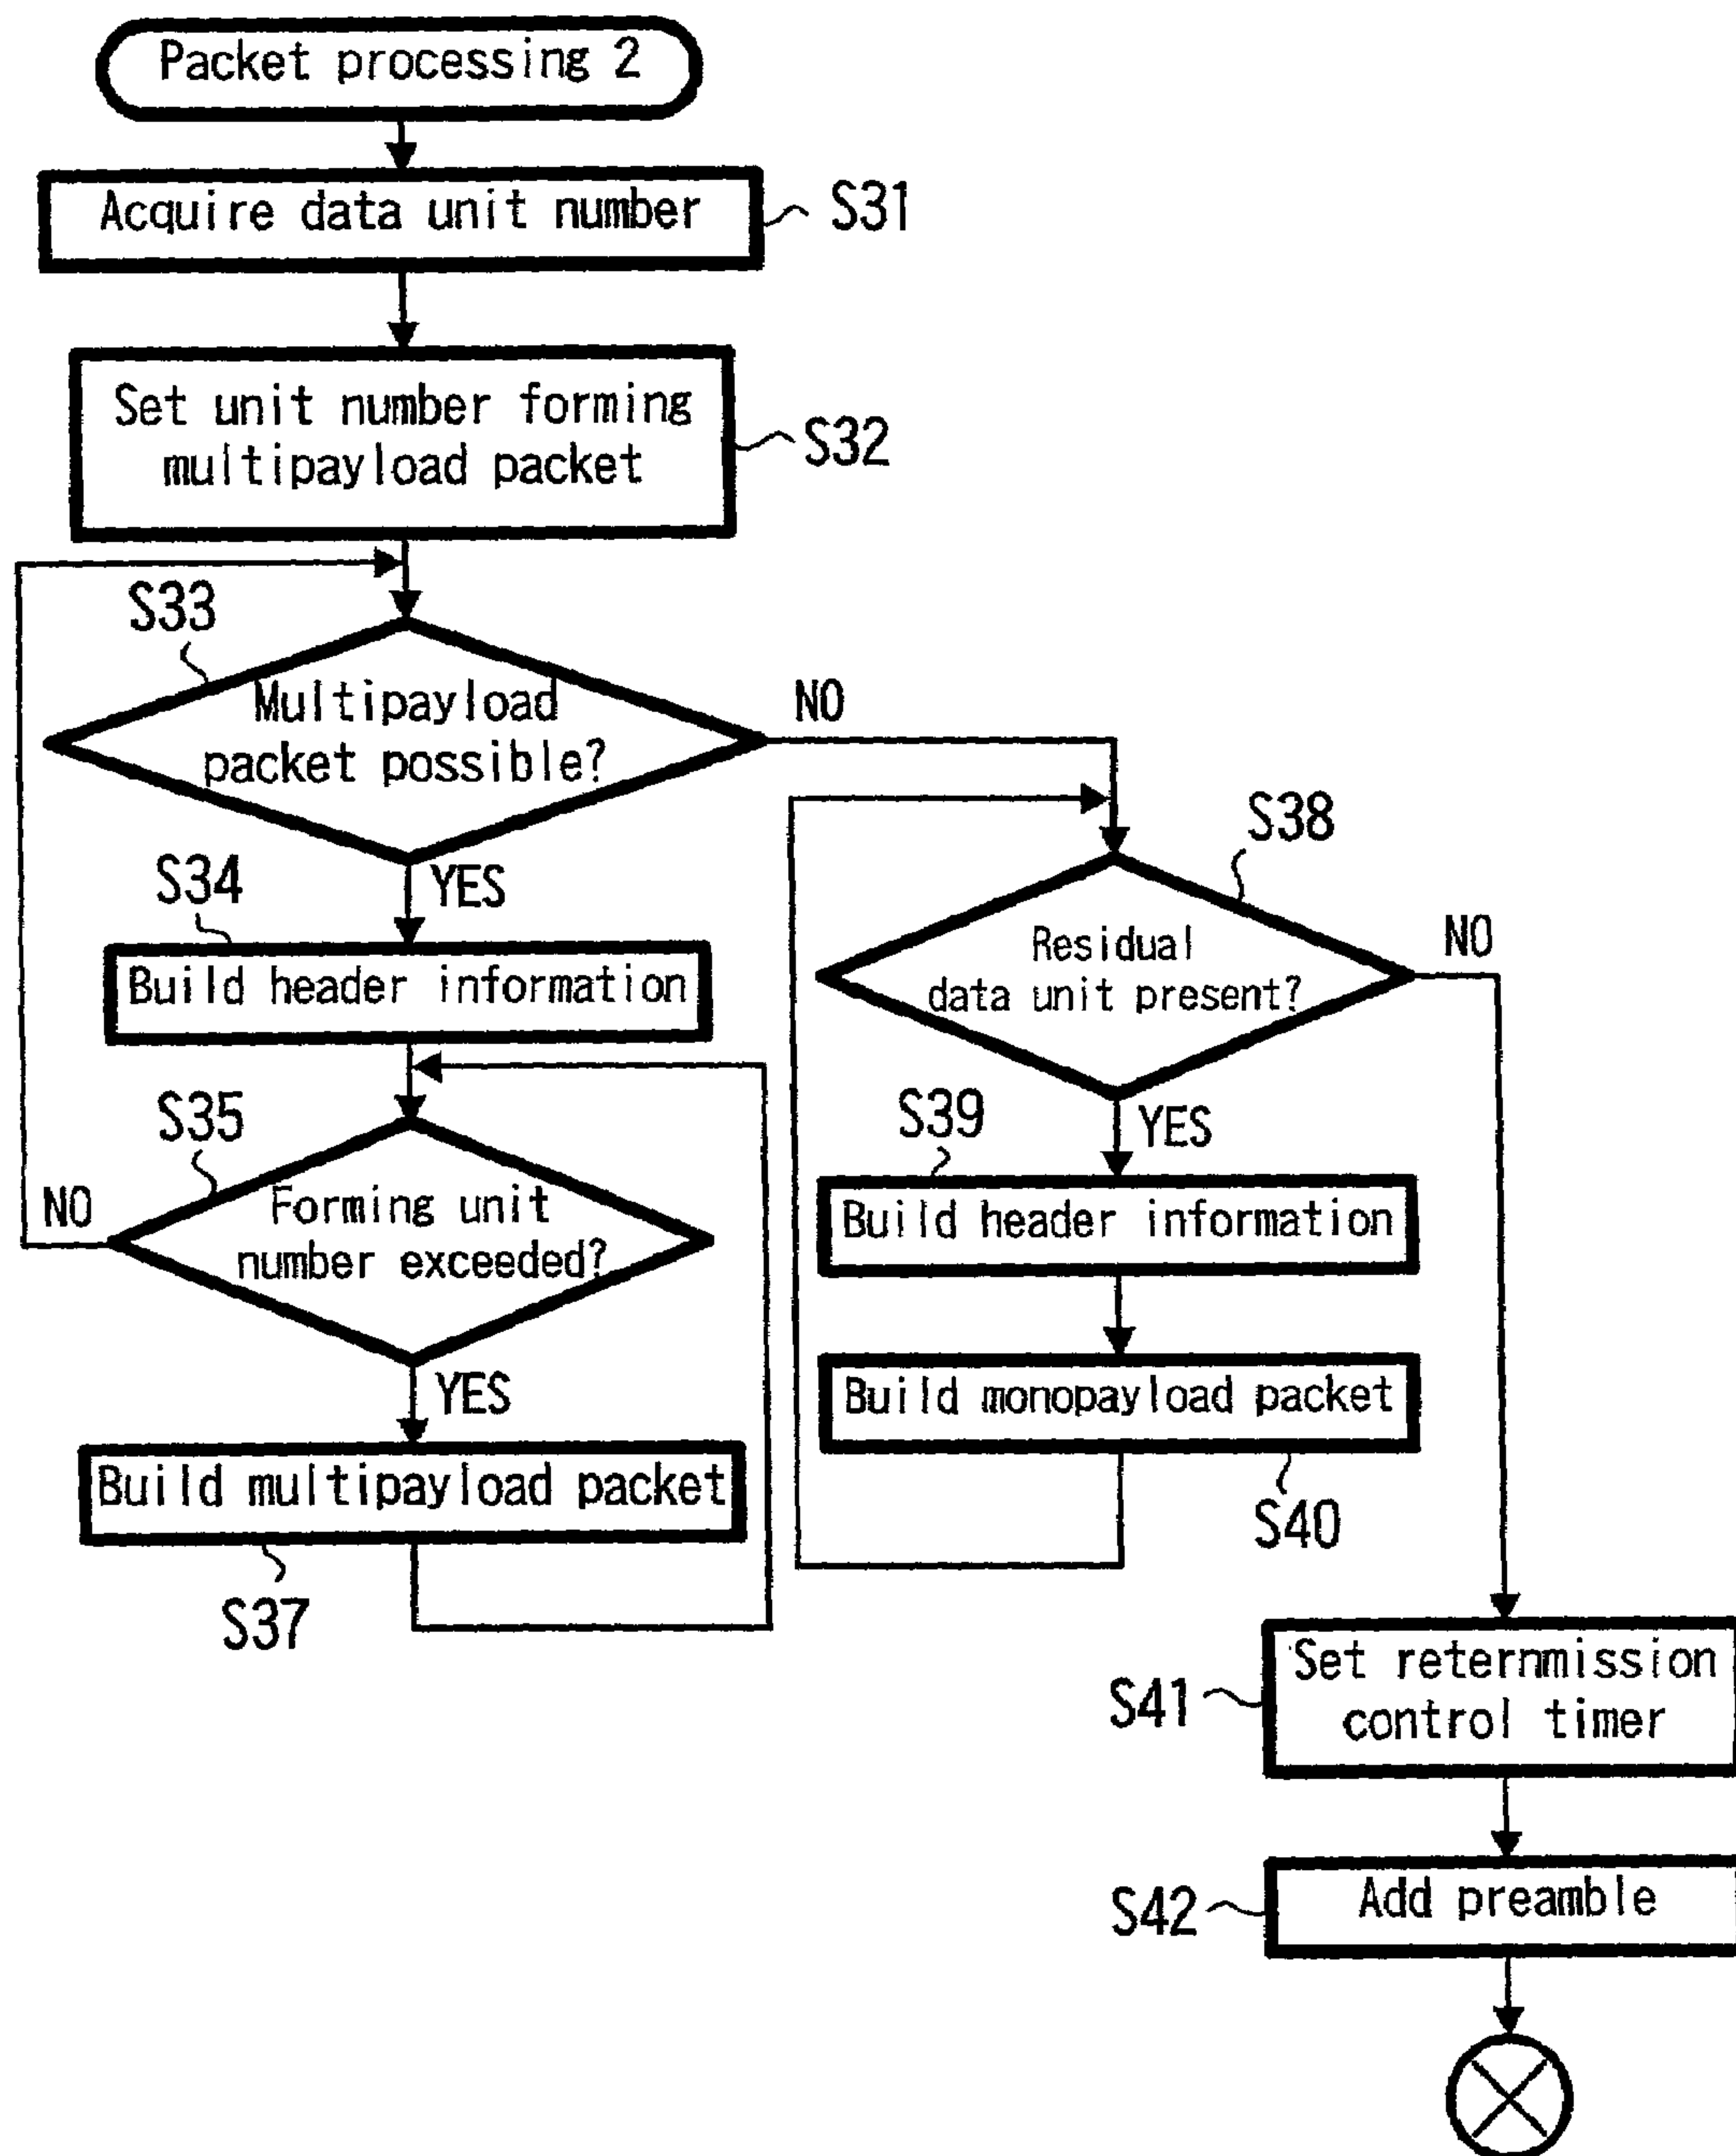 Packet processing 2
Acquire data unit number
S31
Set unit number forming
multipayload packet
S32
S33
Multipayload
packet possible?
NO
YES
S34
Build header information
S35
Forming unit
number exceeded?
NO
YES
Build multipayload packet
S37
S38
Residual
data unit present?
NO
YES
S39
Build header information
Build monopayload packet
S40
Set reternmission
control timer
S41
Add preamble
S42